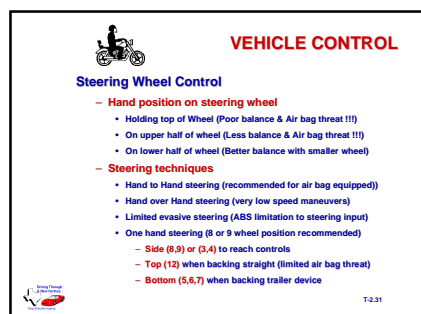 VEHICLE CONTROL
Steering Wheel Control
– Hand position on steering wheel
• Holding top of Wheel (Poor balance & Air bag threat !!!)
• On upper half of wheel (Less balance & Air bag threat !!!)
• On lower half of wheel (Better balance with smaller wheel)
– Steering techniques
• Hand to Hand steering (recommended for air bag equipped))
• Hand over Hand steering (very low speed maneuvers)
• Limited evasive steering (ABS limitation to steering input)
• One hand steering (8 or 9 wheel position recommended)
– Side (8,9) or (3,4) to reach controls
– Top (12) when backing straight (limited air bag threat)
– Bottom (5,6,7) when backing trailer device
Driving Through
A New Century
T-2.31